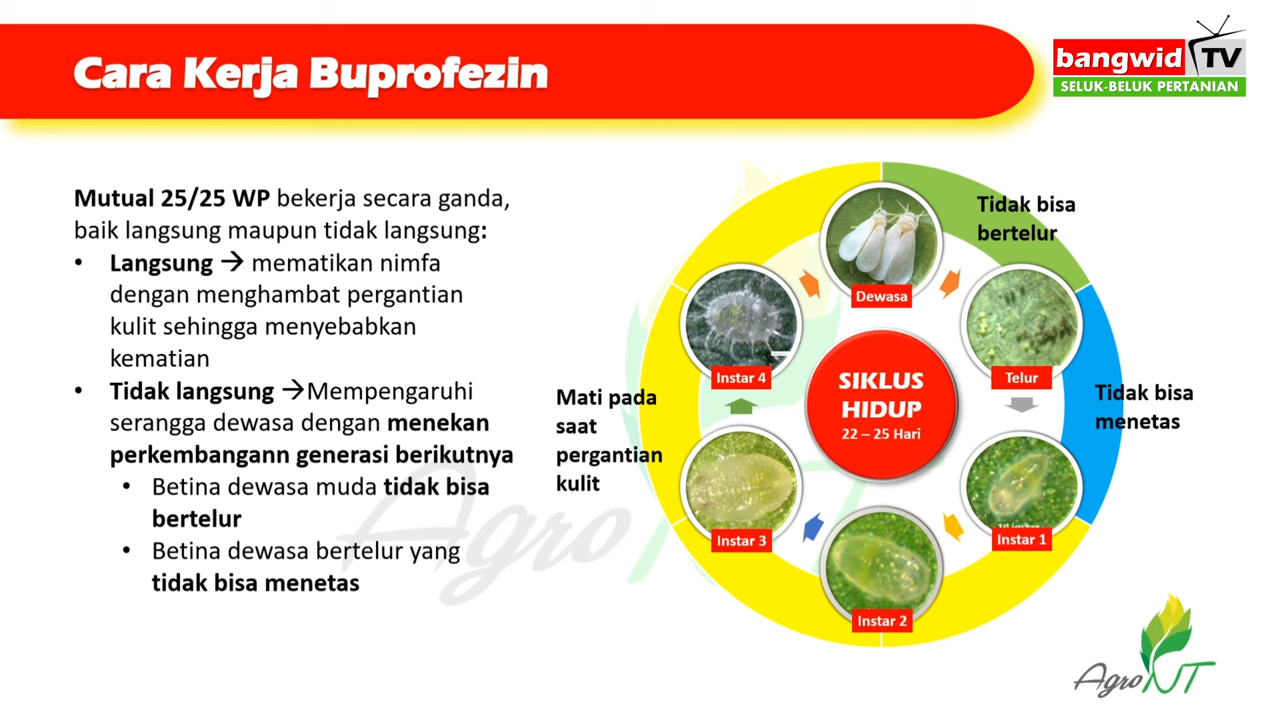 Cara Kerja Buprofezin
bangwid TV
SELUK-BELUK PERTANIAN
Mutual 25/25 WP bekerja secara ganda,
baik langsung maupun tidak langsung:
• Langsung → mematikan nimfa
dengan menghambat pergantian
kulit sehingga menyebabkan
kematian
• Tidak langsung →Mempengaruhi
serangga dewasa dengan menekan
perkembangann generasi berikutnya
• Betina dewasa muda tidak bisa
bertelur
• Betina dewasa bertelur yang
tidak bisa menetas
Tidak bisa
bertelur
Dewasa
Telur
Tidak bisa
menetas
Instar 1
Instar 2
Instar 3
Instar 4
Mati pada
saat
pergantian
kulit
SIKLUS
HIDUP
22 – 25 Hari
Agro NT
Agro NT